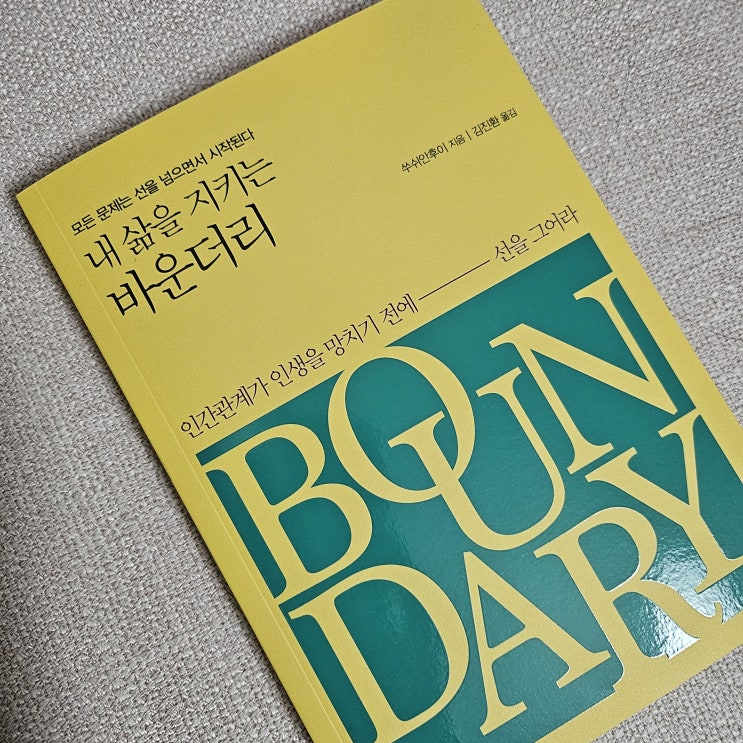 모든 문제는 선을 넘으면서 시작된다
내 삶을 지키는
바운더리
쑤쉬안후이 지음 | 김진환 옮김
인간관계가 인생을 망치기 전에 ── 선을 그어라
BOUN
DARY